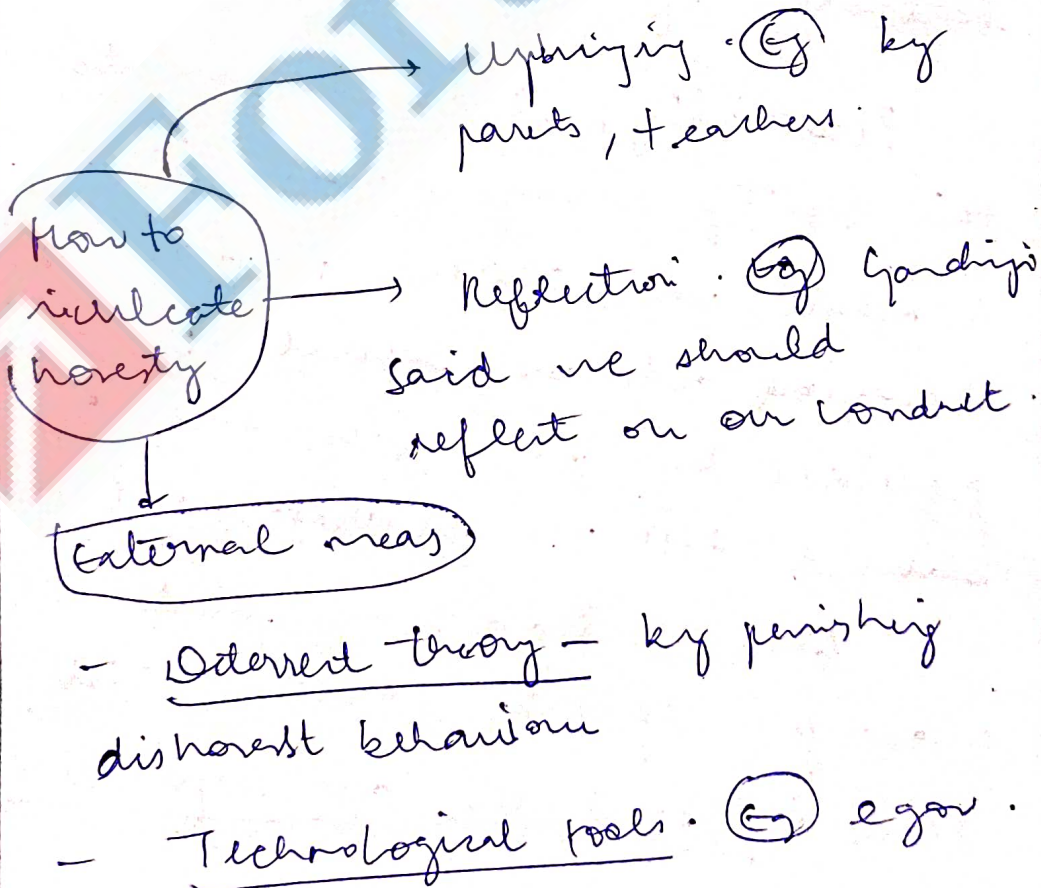 Upbringing. Eg by
parents, teachers.
How to
inculcate
honesty
Reflection. Eg Gandhiji
said we should
reflect on our conduct.
External meas
- Deterrent theory - by punishing
dishonest behaviour
- Technological tools. Eg egov.